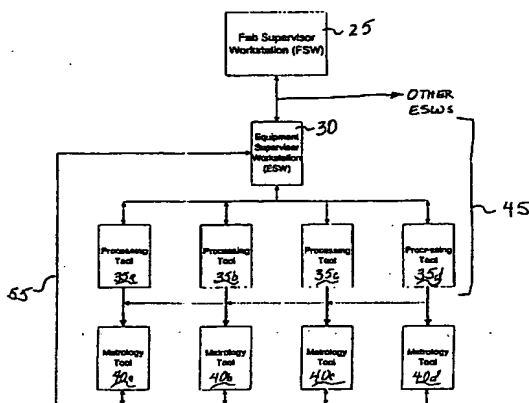 Fab Supervisor
Workstation (FSW)
25
OTHER
ESWs
30
Equipment
Supervisor
Workstation
(ESW)
45
Processing
Tool
35a
Processing
Tool
35b
Processing
Tool
35c
Processing
Tool
35d
55
Metrology
Tool
40a
Metrology
Tool
40b
Metrology
Tool
40c
Metrology
Tool
40d